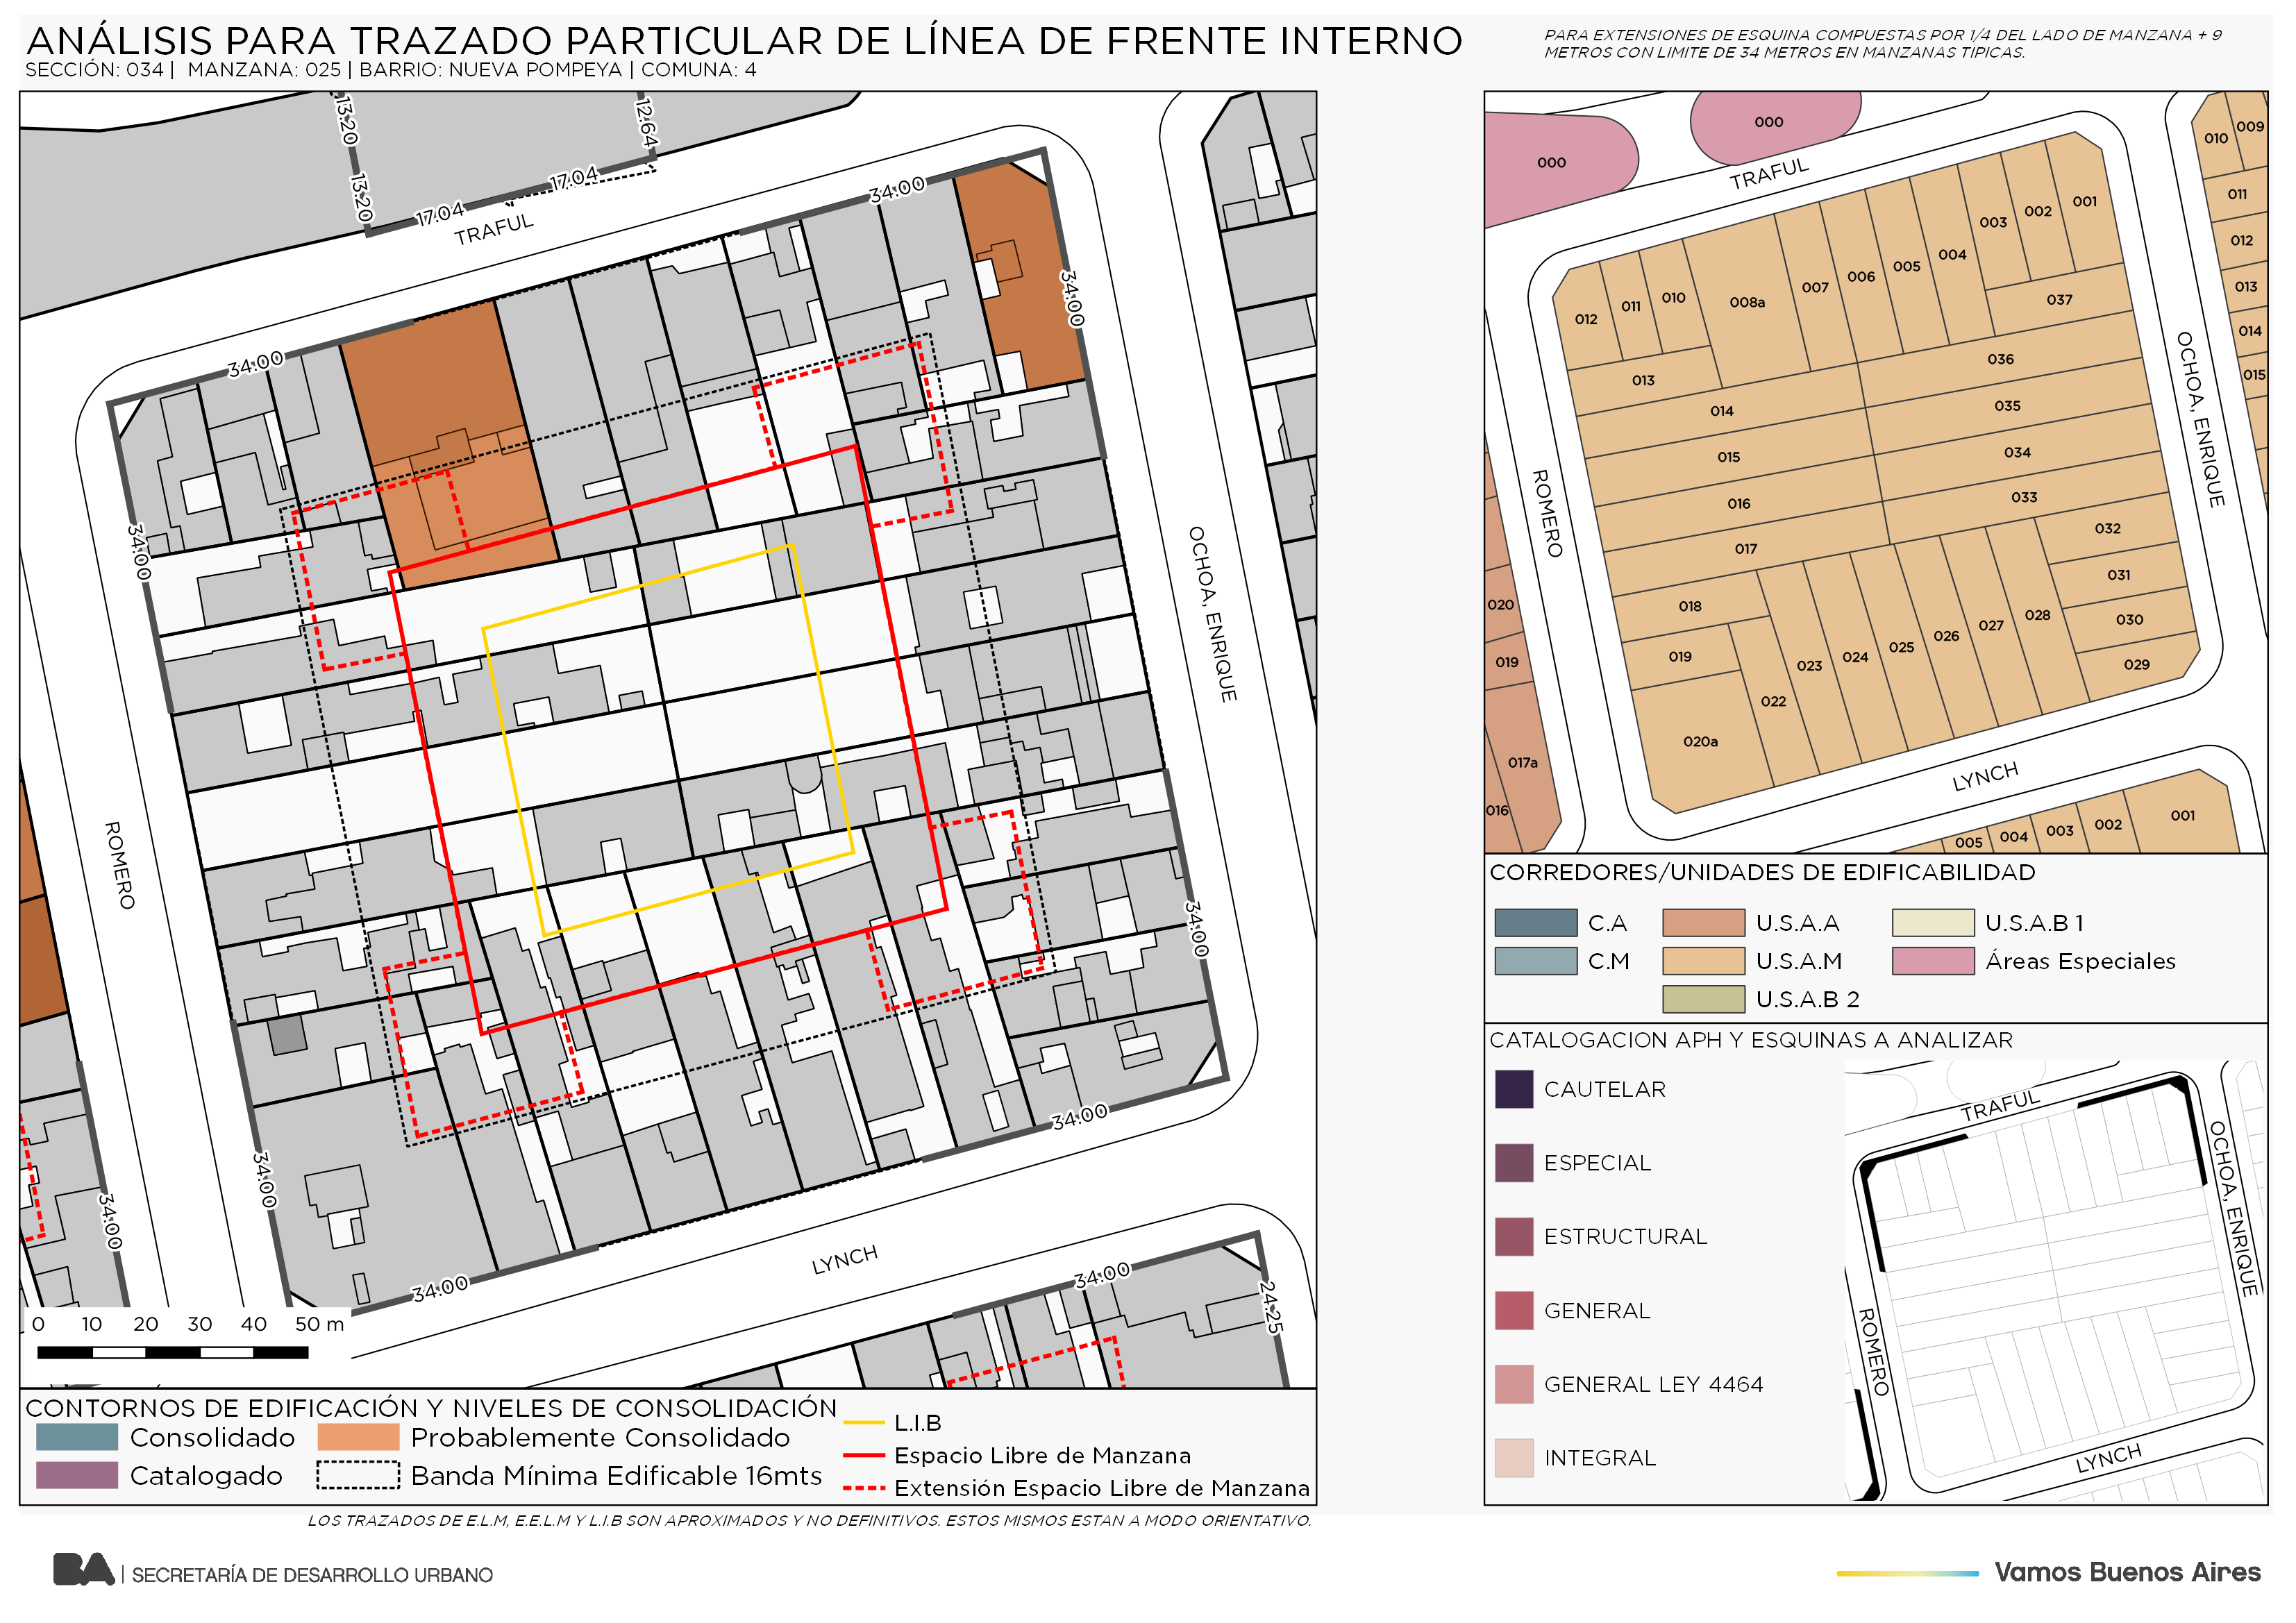 ANÁLISIS PARA TRAZADO PARTICULAR DE LÍNEA DE FRENTE INTERNO
SECCIÓN: 034 | MANZANA: 025 | BARRIO: NUEVA POMPEYA | COMUNA: 4
PARA EXTENSIONES DE ESQUINA COMPUESTAS POR 1/4 DEL LADO DE MANZANA + 9
METROS CON LIMITE DE 34 METROS EN MANZANAS TIPICAS.
13.20
12.64
13.20
17.04
17.04
TRAFUL
34.00
34.00
34.00
34.00
OCHOA, ENRIQUE
ROMERO
34.00
34.00
34.00
34.00
34.00
LYNCH
34.00
24.25
0 10 20 30 40 50 m
CONTORNOS DE EDIFICACIÓN Y NIVELES DE CONSOLIDACIÓN
Consolidado
Probablemente Consolidado
Catalogado
Banda Mínima Edificable 16mts
L.I.B
Espacio Libre de Manzana
Extensión Espacio Libre de Manzana
LOS TRAZADOS DE E.L.M, E.E.L.M Y L.I.B SON APROXIMADOS Y NO DEFINITIVOS. ESTOS MISMOS ESTAN A MODO ORIENTATIVO.
000
000
TRAFUL
010 009
011
012
013
014
015
001
002
003
004
005
006
007
008a
010
011
012
013
014
015
016
017
018
019
020a
022
023
024
025
026
027
028
029
030
031
032
033
034
035
036
037
ROMERO
OCHOA, ENRIQUE
LYNCH
020
019
017a
016
005 004 003 002 001
CORREDORES/UNIDADES DE EDIFICABILIDAD
C.A
U.S.A.A
U.S.A.B 1
C.M
U.S.A.M
Áreas Especiales
U.S.A.B 2
CATALOGACION APH Y ESQUINAS A ANALIZAR
CAUTELAR
ESPECIAL
ESTRUCTURAL
GENERAL
GENERAL LEY 4464
INTEGRAL
TRAFUL
OCHOA, ENRIQUE
ROMERO
LYNCH
BA | SECRETARÍA DE DESARROLLO URBANO
Vamos Buenos Aires